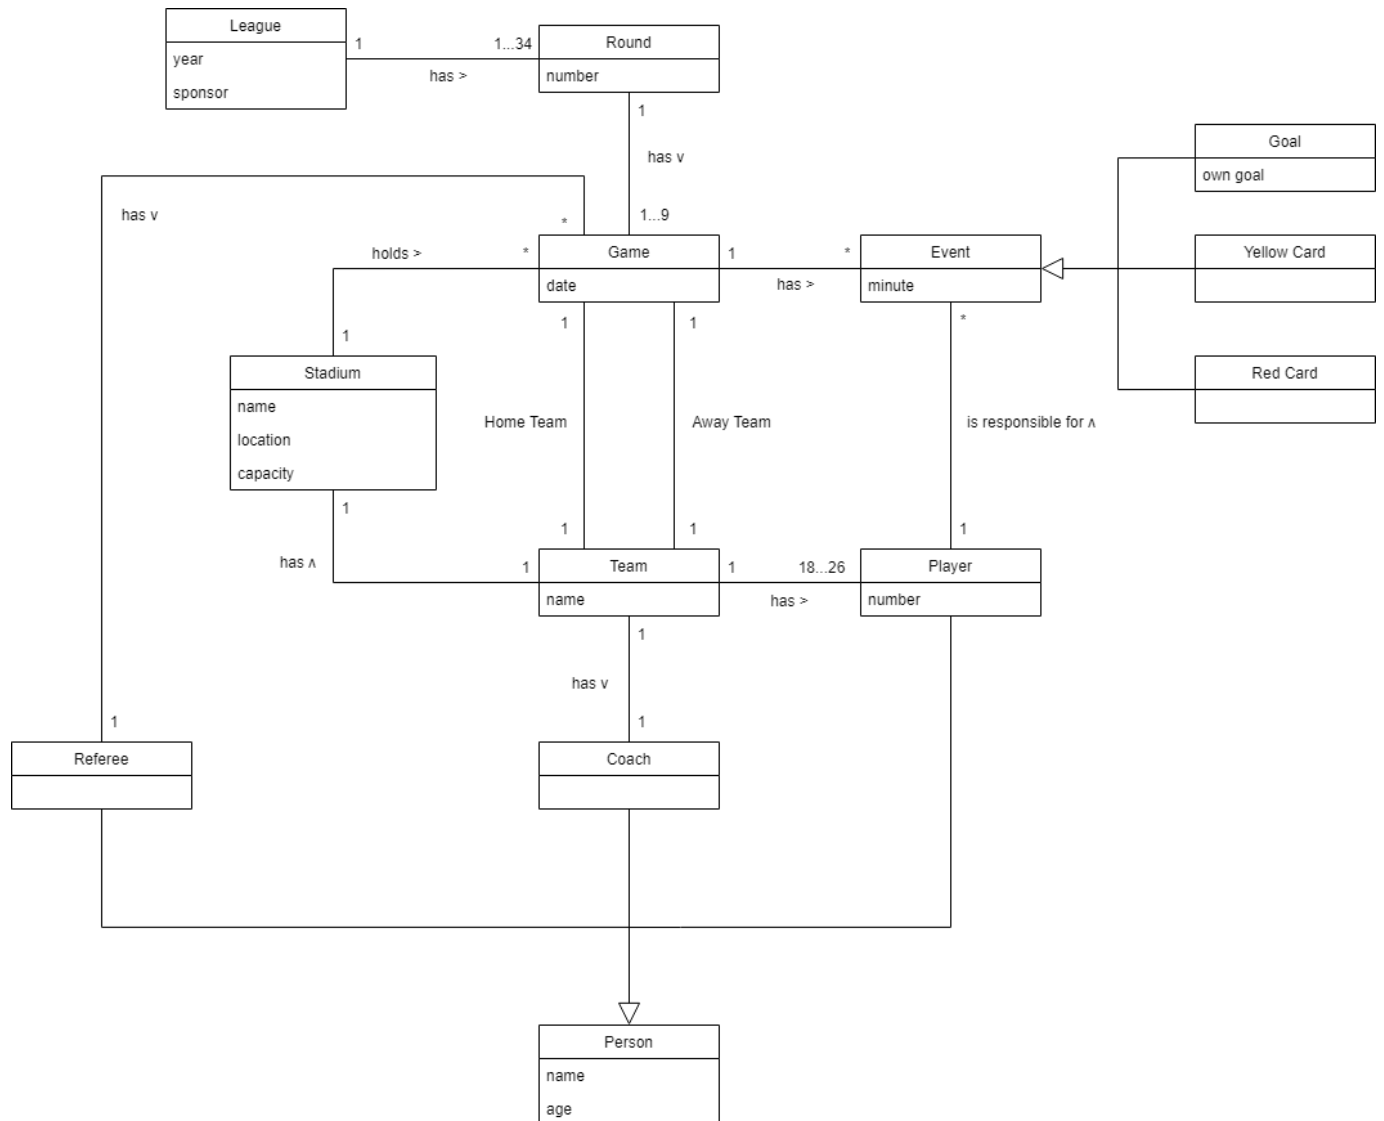 League
year
sponsor
1
1...34
has >
Round
number
1
has v
1...9
Goal
own goal
has v
*
holds >
*
Game
date
1
*
has >
Event
minute
Yellow Card
1
1
1
*
Stadium
name
location
capacity
Red Card
Home Team
Away Team
is responsible for ʌ
1
1
1
1
has ʌ
1
Team
name
1
18...26
has >
Player
number
1
has v
1
1
Referee
Coach
Person
name
age